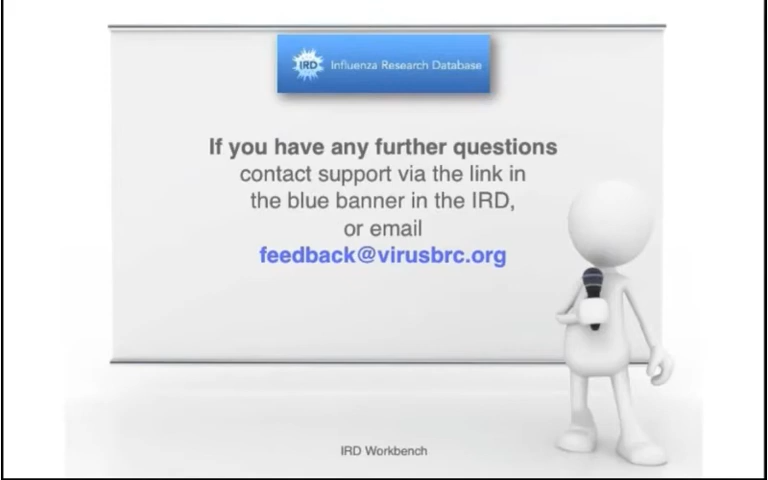 IRD Influenza Research Database
If you have any further questions
contact support via the link in
the blue banner in the IRD,
or email
feedback@virusbrc.org
IRD Workbench